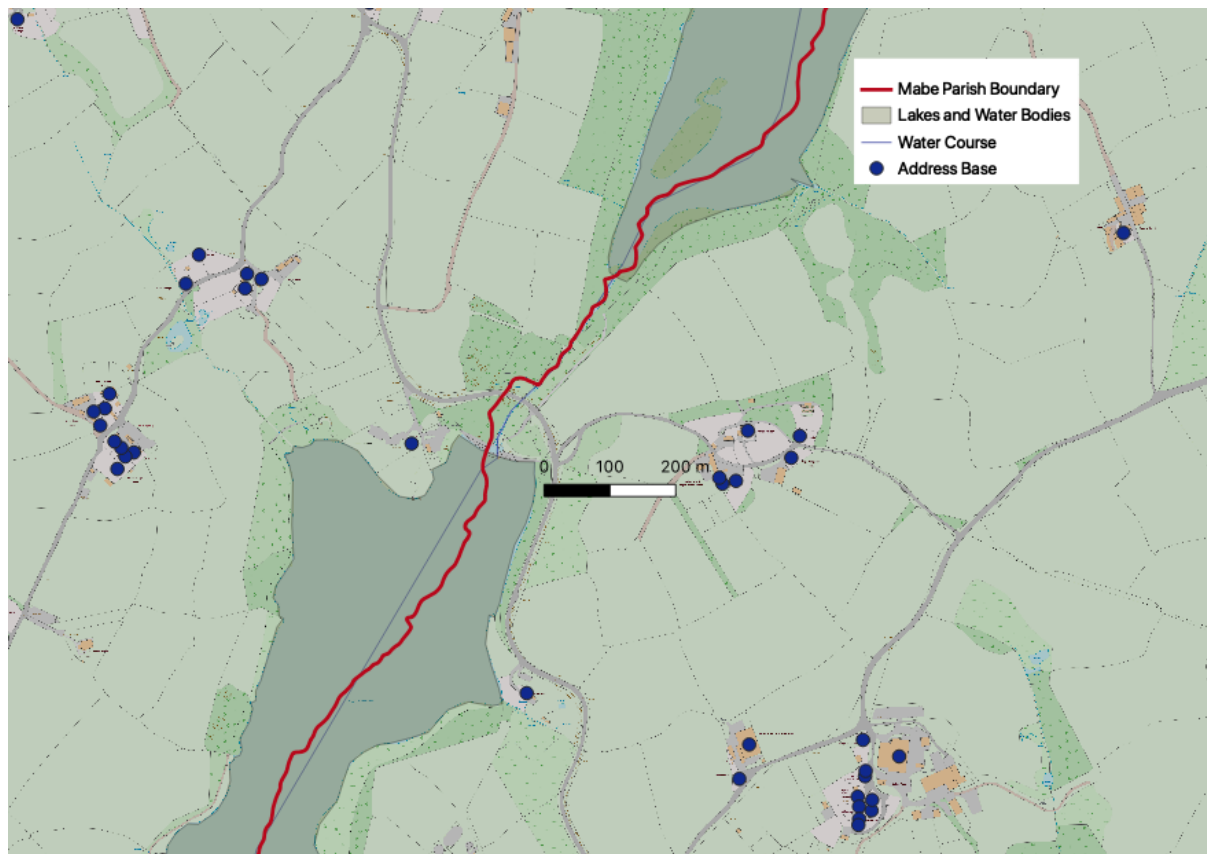 Mabe Parish Boundary
Lakes and Water Bodies
Water Course
Address Base
0 100 200 m